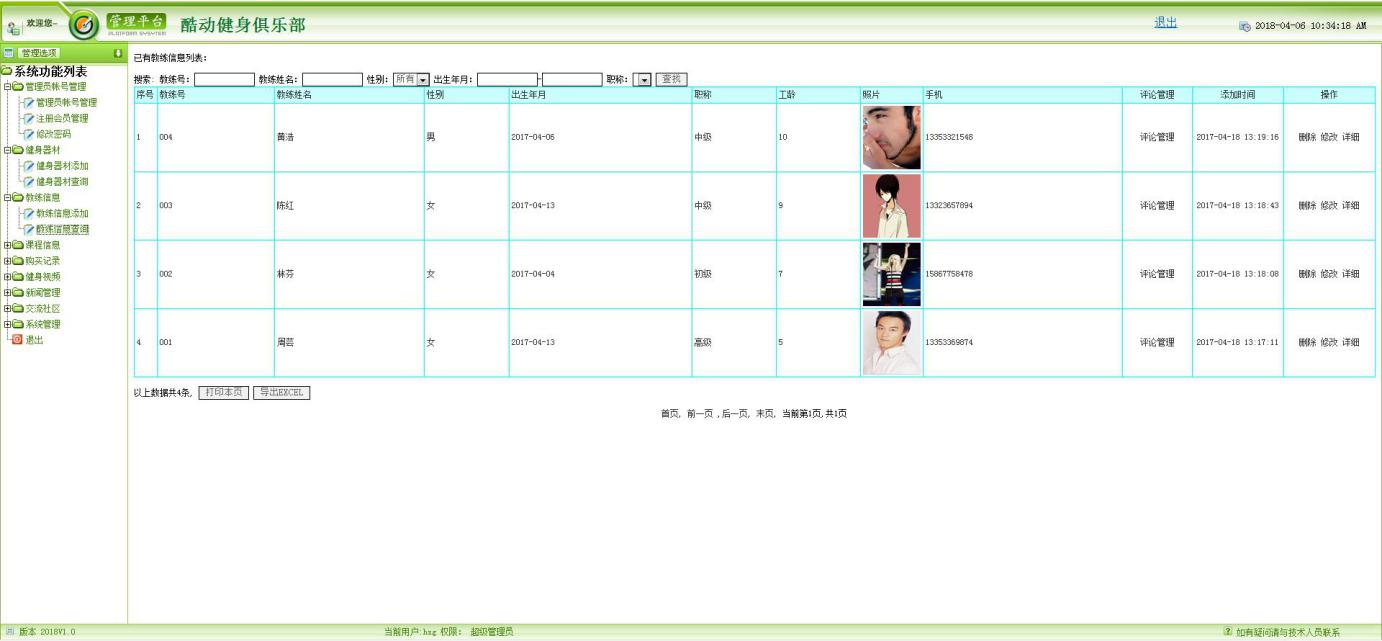 欢迎您-
管理平台 酷动健身俱乐部 退出 2018-04-06 10:34:18 AM
PLATFORM SYSYTEM
管理选项
系统功能列表
管理员帐号管理
管理员帐号管理
注册会员管理
修改密码
健身器材
健身器材添加
健身器材查询
教练信息
教练信息添加
教练信息查询
课程信息
购买记录
健身视频
新闻管理
交流社区
系统管理
退出
已有教练信息列表:
搜索: 教练号: 教练姓名: 性别: 所有 出生年月: - 职称: 查找
序号 教练号 教练姓名 性别 出生年月 职称 工龄 照片 手机 评论管理 添加时间 操作
1 004 黄浩 男 2017-04-06 中级 10 13353321548 评论管理 2017-04-18 13:19:16 删除 修改 详细
2 003 陈红 女 2017-04-13 中级 9 13323657894 评论管理 2017-04-18 13:18:43 删除 修改 详细
3 002 林芬 女 2017-04-04 初级 7 15867758478 评论管理 2017-04-18 13:18:08 删除 修改 详细
4 001 周芸 女 2017-04-13 高级 5 13353369874 评论管理 2017-04-18 13:17:11 删除 修改 详细
以上数据共4条, 打印本页 导出EXCEL
首页, 前一页 ,后一页, 末页, 当前第1页,共1页
版本 2018V1.0 当前用户:hsg 权限: 超级管理员 如有疑问请与技术人员联系